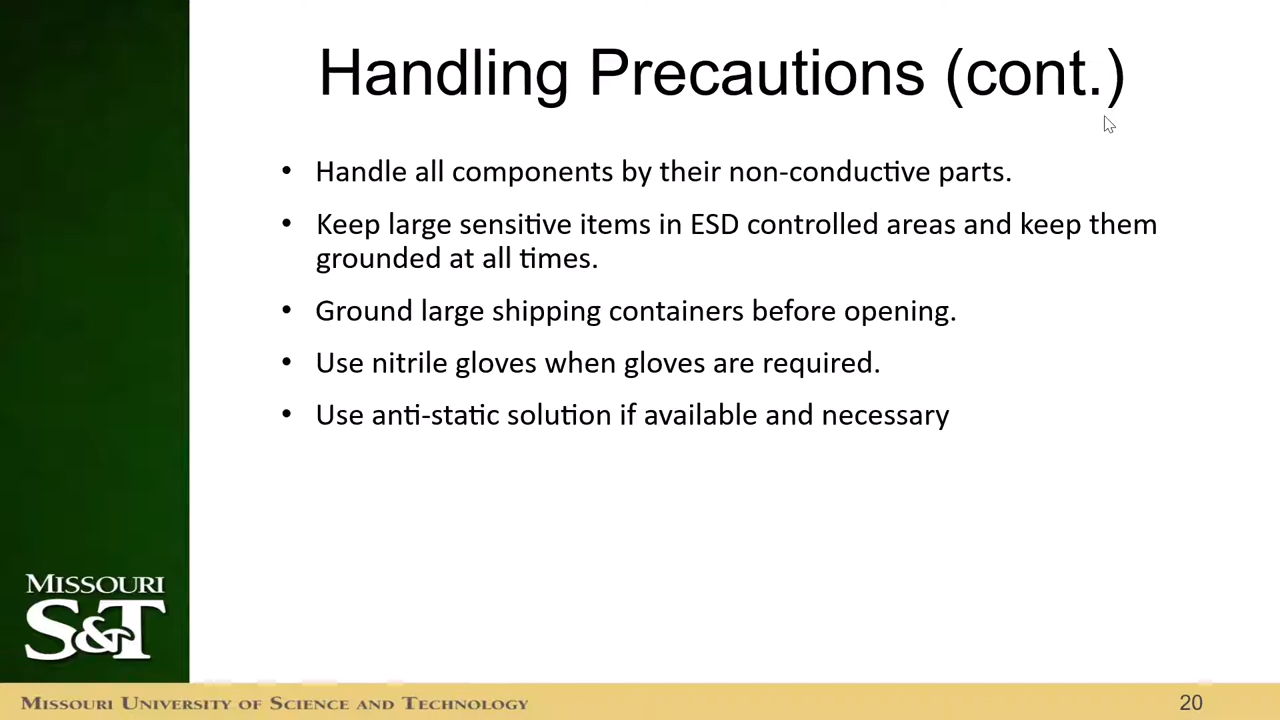 Handling Precautions (cont.)
• Handle all components by their non-conductive parts.
• Keep large sensitive items in ESD controlled areas and keep them
grounded at all times.
• Ground large shipping containers before opening.
• Use nitrile gloves when gloves are required.
• Use anti-static solution if available and necessary
MISSOURI
S&T
MISSOURI UNIVERSITY OF SCIENCE AND TECHNOLOGY
20